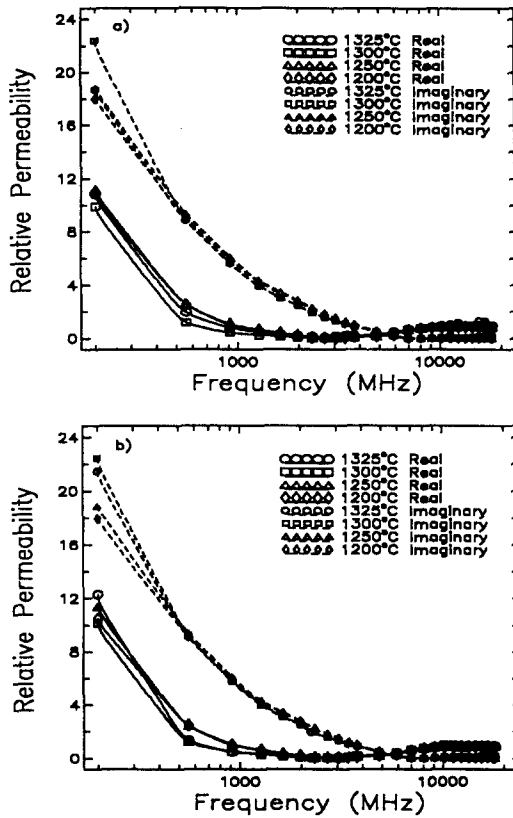 a)
1325°C Real
1300°C Real
1250°C Real
1200°C Real
1325°C Imaginary
1300°C Imaginary
1250°C Imaginary
1200°C Imaginary
24
20
16
12
8
4
0
Relative Permeability
1000
10000
Frequency (MHz)
b)
1325°C Real
1300°C Real
1250°C Real
1200°C Real
1325°C Imaginary
1300°C Imaginary
1250°C Imaginary
1200°C Imaginary
24
20
16
12
8
4
0
Relative Permeability
1000
10000
Frequency (MHz)